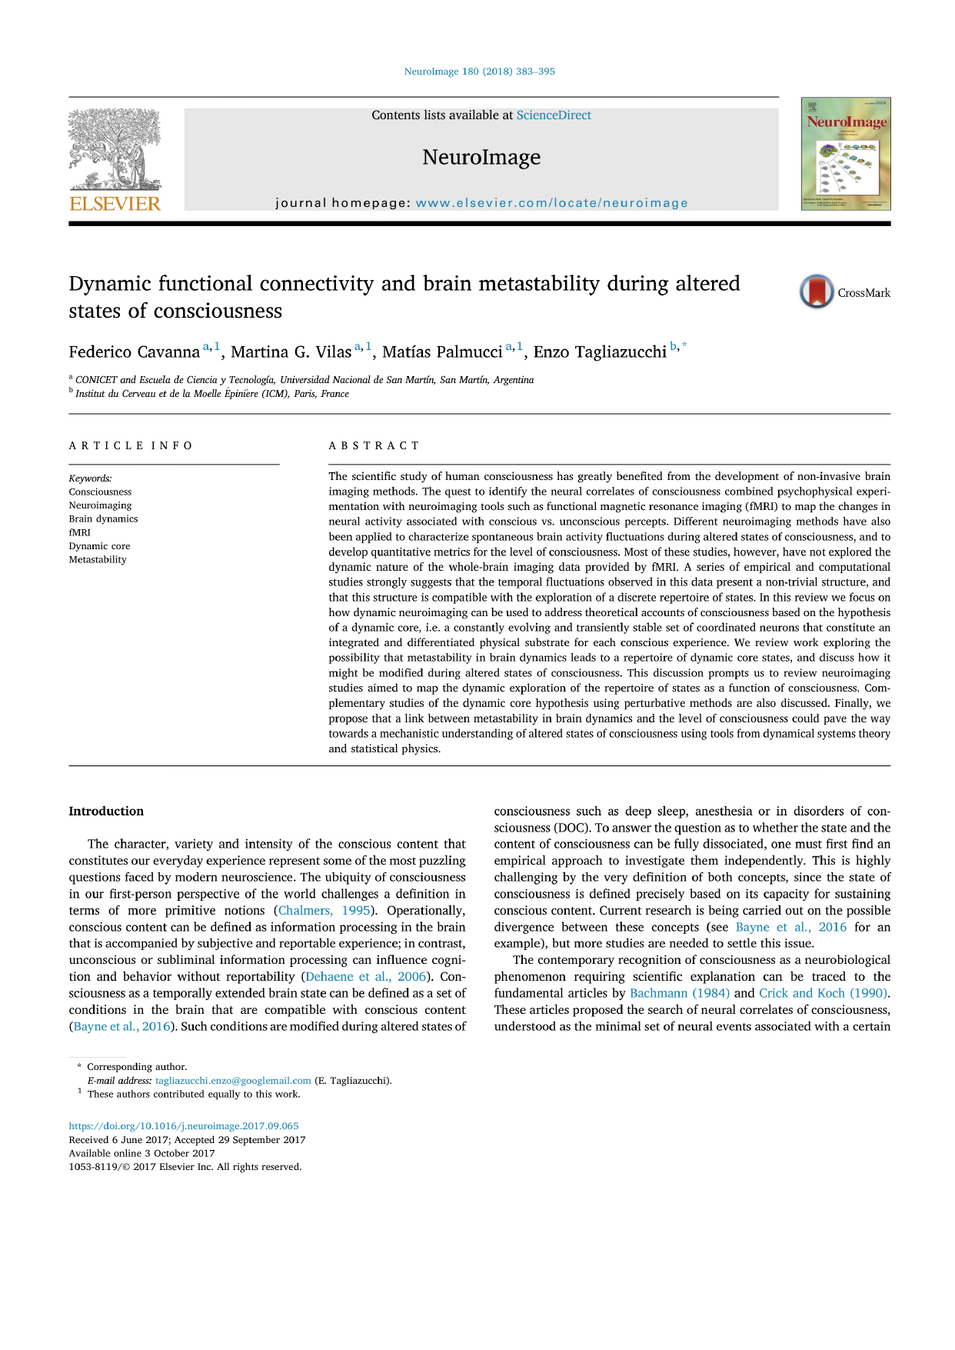 NeuroImage 180 (2018) 383–395
Contents lists available at ScienceDirect
NeuroImage
journal homepage: www.elsevier.com/locate/neuroimage
ELSEVIER
NeuroImage
Dynamic functional connectivity and brain metastability during altered
states of consciousness
CrossMark
Federico Cavanna a,1, Martina G. Vilas a,1, Matías Palmucci a,1, Enzo Tagliazucchi b,*
a CONICET and Escuela de Ciencia y Tecnología, Universidad Nacional de San Martín, San Martín, Argentina
b Institut du Cerveau et de la Moelle Épinière (ICM), Paris, France
ARTICLE INFO
Keywords:
Consciousness
Neuroimaging
Brain dynamics
fMRI
Dynamic core
Metastability
ABSTRACT
The scientific study of human consciousness has greatly benefited from the development of non-invasive brain
imaging methods. The quest to identify the neural correlates of consciousness combined psychophysical experi-
mentation with neuroimaging tools such as functional magnetic resonance imaging (fMRI) to map the changes in
neural activity associated with conscious vs. unconscious percepts. Different neuroimaging methods have also
been applied to characterize spontaneous brain activity fluctuations during altered states of consciousness, and to
develop quantitative metrics for the level of consciousness. Most of these studies, however, have not explored the
dynamic nature of the whole-brain imaging data provided by fMRI. A series of empirical and computational
studies strongly suggests that the temporal fluctuations observed in this data present a non-trivial structure, and
that this structure is compatible with the exploration of a discrete repertoire of states. In this review we focus on
how dynamic neuroimaging can be used to address theoretical accounts of consciousness based on the hypothesis
of a dynamic core, i.e. a constantly evolving and transiently stable set of coordinated neurons that constitute an
integrated and differentiated physical substrate for each conscious experience. We review work exploring the
possibility that metastability in brain dynamics leads to a repertoire of dynamic core states, and discuss how it
might be modified during altered states of consciousness. This discussion prompts us to review neuroimaging
studies aimed to map the dynamic exploration of the repertoire of states as a function of consciousness. Com-
plementary studies of the dynamic core hypothesis using perturbative methods are also discussed. Finally, we
propose that a link between metastability in brain dynamics and the level of consciousness could pave the way
towards a mechanistic understanding of altered states of consciousness using tools from dynamical systems theory
and statistical physics.
Introduction
The character, variety and intensity of the conscious content that
constitutes our everyday experience represent some of the most puzzling
questions faced by modern neuroscience. The ubiquity of consciousness
in our first-person perspective of the world challenges a definition in
terms of more primitive notions (Chalmers, 1995). Operationally,
conscious content can be defined as information processing in the brain
that is accompanied by subjective and reportable experience; in contrast,
unconscious or subliminal information processing can influence cogni-
tion and behavior without reportability (Dehaene et al., 2006). Con-
sciousness as a temporally extended brain state can be defined as a set of
conditions in the brain that are compatible with conscious content
(Bayne et al., 2016). Such conditions are modified during altered states of
consciousness such as deep sleep, anesthesia or in disorders of con-
sciousness (DOC). To answer the question as to whether the state and the
content of consciousness can be fully dissociated, one must first find an
empirical approach to investigate them independently. This is highly
challenging by the very definition of both concepts, since the state of
consciousness is defined precisely based on its capacity for sustaining
conscious content. Current research is being carried out on the possible
divergence between these concepts (see Bayne et al., 2016 for an
example), but more studies are needed to settle this issue.
The contemporary recognition of consciousness as a neurobiological
phenomenon requiring scientific explanation can be traced to the
fundamental articles by Bachmann (1984) and Crick and Koch (1990).
These articles proposed the search of neural correlates of consciousness,
understood as the minimal set of neural events associated with a certain
* Corresponding author.
E-mail address: tagliazucchi.enzo@googlemail.com (E. Tagliazucchi).
1 These authors contributed equally to this work.
https://doi.org/10.1016/j.neuroimage.2017.09.065
Received 6 June 2017; Accepted 29 September 2017
Available online 3 October 2017
1053-8119/© 2017 Elsevier Inc. All rights reserved.